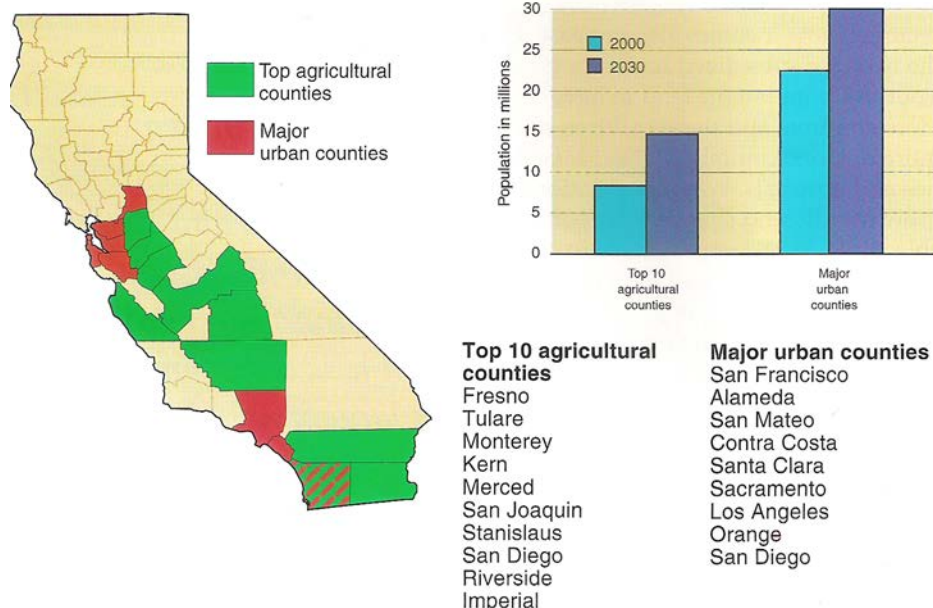 Top agricultural
counties
Major
urban counties
Population in millions
30
25
20
15
10
5
0
2000
2030
Top 10
agricultural
counties
Major
urban
counties
Top 10 agricultural
counties
Fresno
Tulare
Monterey
Kern
Merced
San Joaquin
Stanislaus
San Diego
Riverside
Imperial
Major urban counties
San Francisco
Alameda
San Mateo
Contra Costa
Santa Clara
Sacramento
Los Angeles
Orange
San Diego